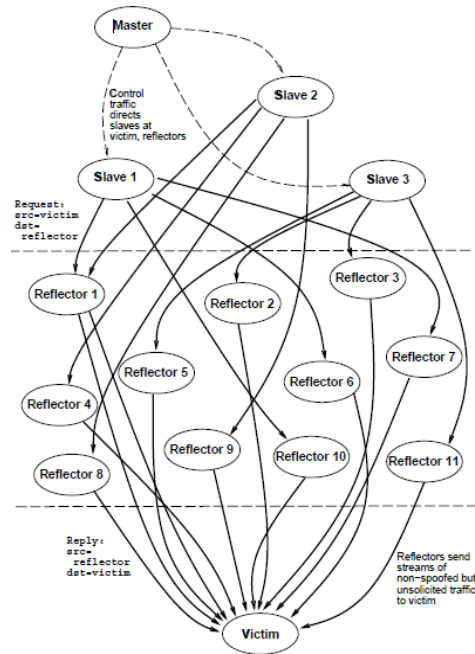 Master
Slave 2
Control
traffic
directs
slaves at
victim, reflectors
Slave 1
Slave 3
Request:
src=victim
dst=
reflector
Reflector 1
Reflector 2
Reflector 3
Reflector 5
Reflector 6
Reflector 7
Reflector 4
Reflector 9
Reflector 10
Reflector 11
Reflector 8
Reply:
src=
reflector
dst=victim
Reflectors send
streams of
non-spoofed but
unsolicited traffic
to victim
Victim